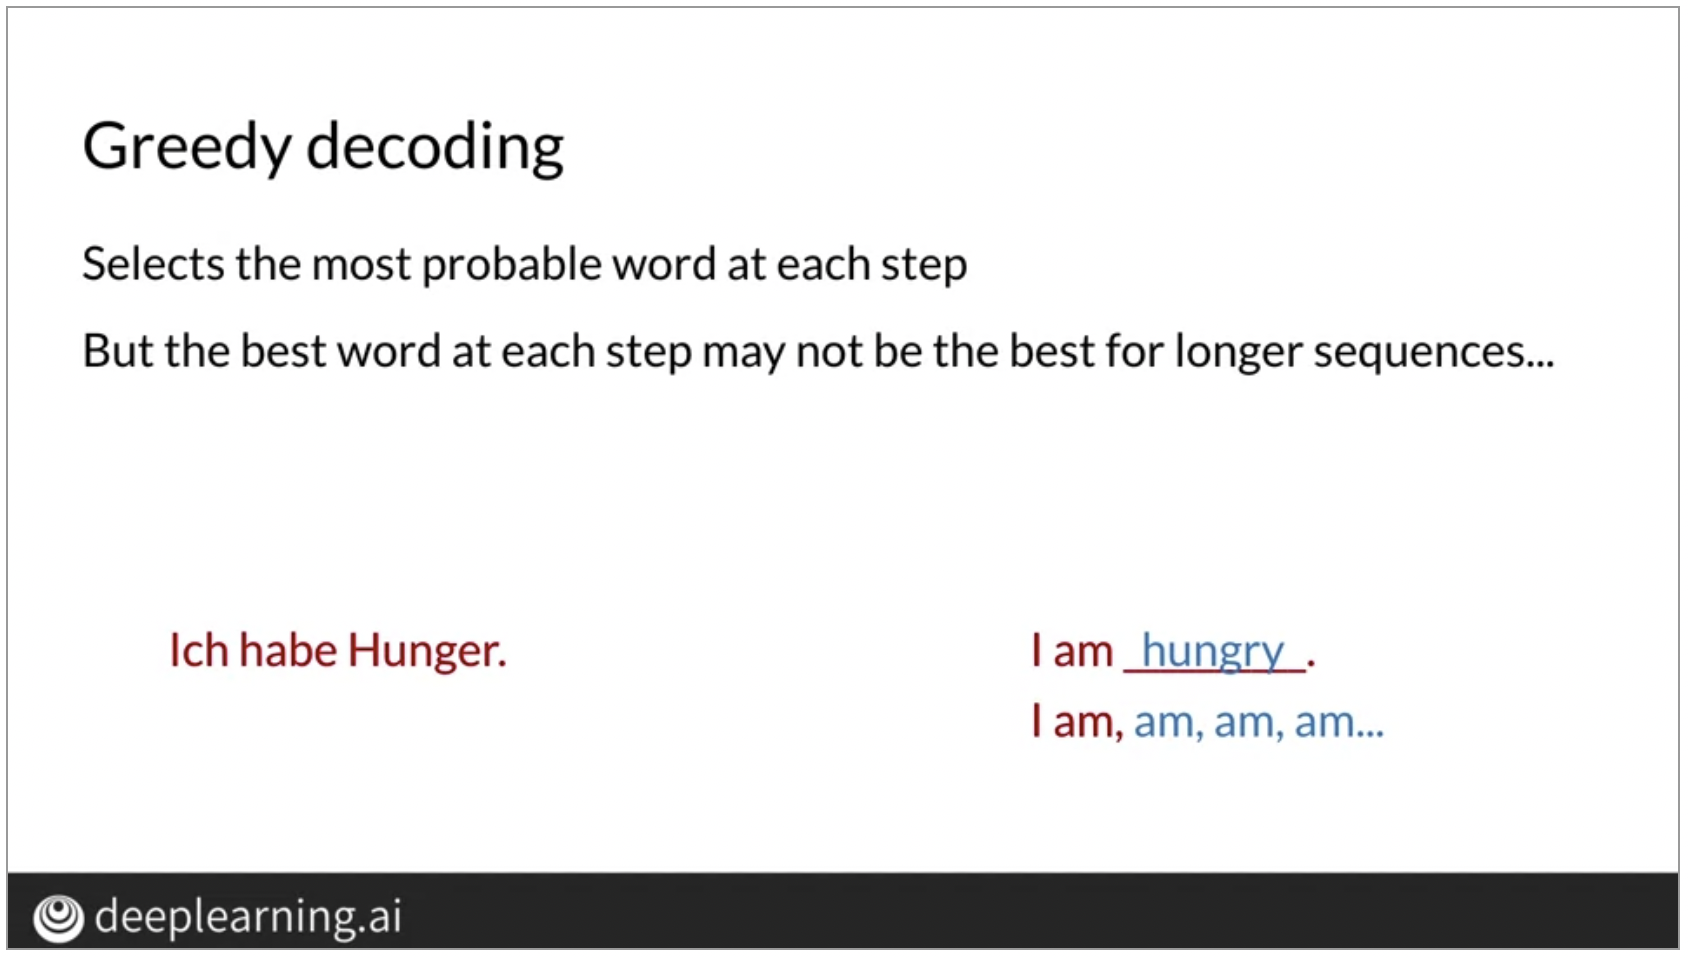 Greedy decoding
Selects the most probable word at each step
But the best word at each step may not be the best for longer sequences...
Ich habe Hunger.
I am _hungry_.
I am, am, am, am...
deeplearning.ai